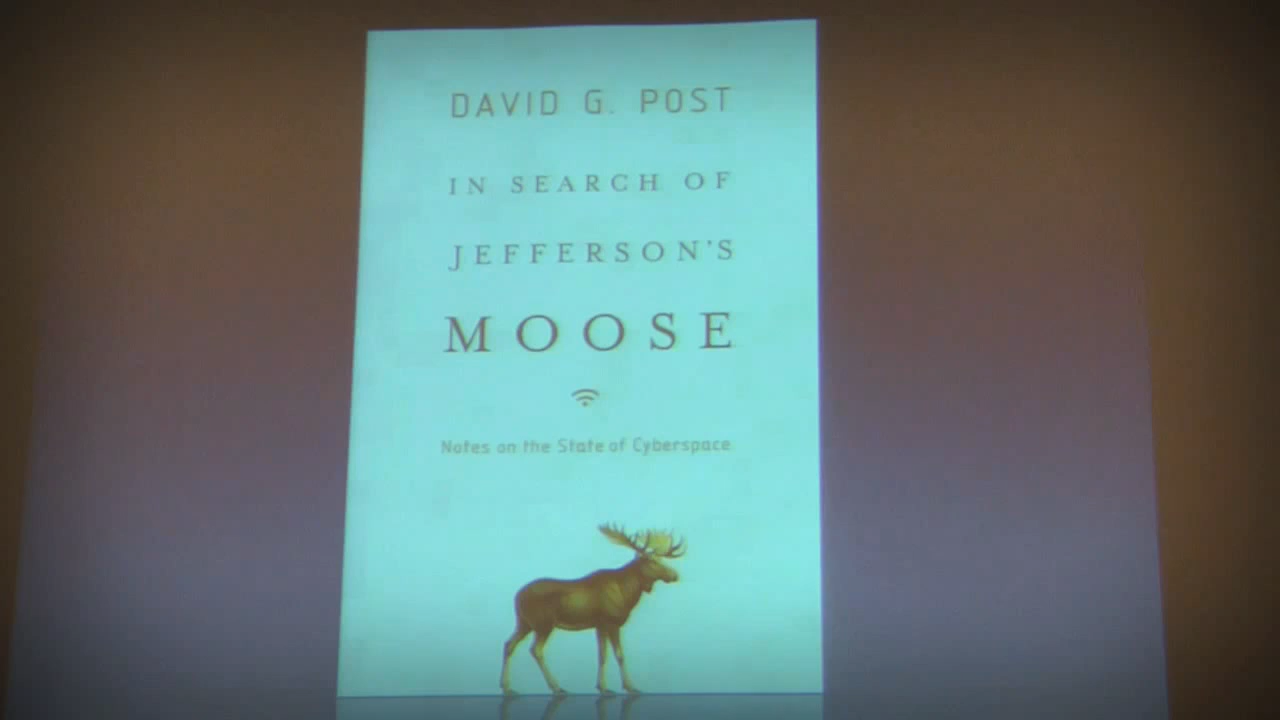 DAVID G. POST
IN SEARCH OF
JEFFERSON'S
MOOSE
Notes on the State of Cyberspace